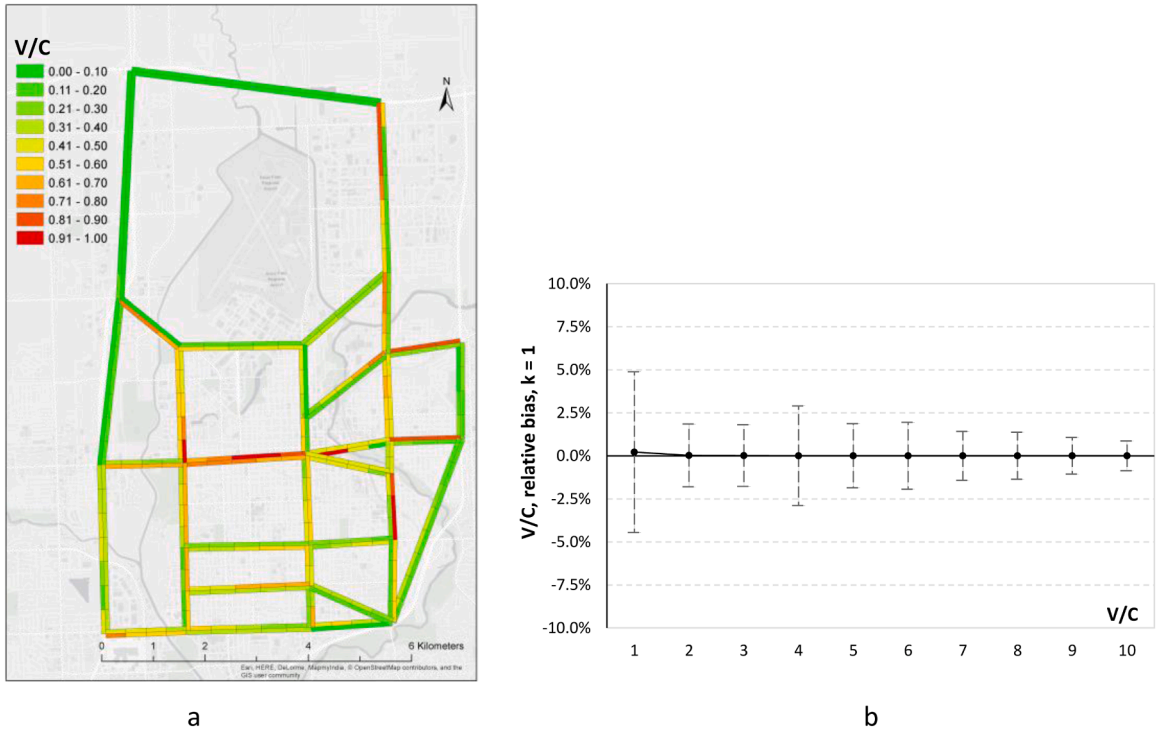 V/C
0.00 - 0.10
0.11 - 0.20
0.21 - 0.30
0.31 - 0.40
0.41 - 0.50
0.51 - 0.60
0.61 - 0.70
0.71 - 0.80
0.81 - 0.90
0.91 - 1.00
N
0 1 2 4 6 Kilometers
Esri, HERE, DeLorme, MapmyIndia, © OpenStreetMap contributors, and the
GIS user community
a
V/C, relative bias, k = 1
10.0%
7.5%
5.0%
2.5%
0.0%
-2.5%
-5.0%
-7.5%
-10.0%
V/C
1 2 3 4 5 6 7 8 9 10
b